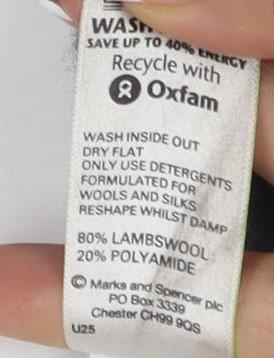 WASH
SAVE UP TO 40% ENERGY
Recycle with
Oxfam
WASH INSIDE OUT
DRY FLAT
ONLY USE DETERGENTS
FORMULATED FOR
WOOLS AND SILKS
RESHAPE WHILST DAMP
80% LAMBSWOOL
20% POLYAMIDE
© Marks and Spencer plc
PO Box 3339
Chester CH99 9QS
U25